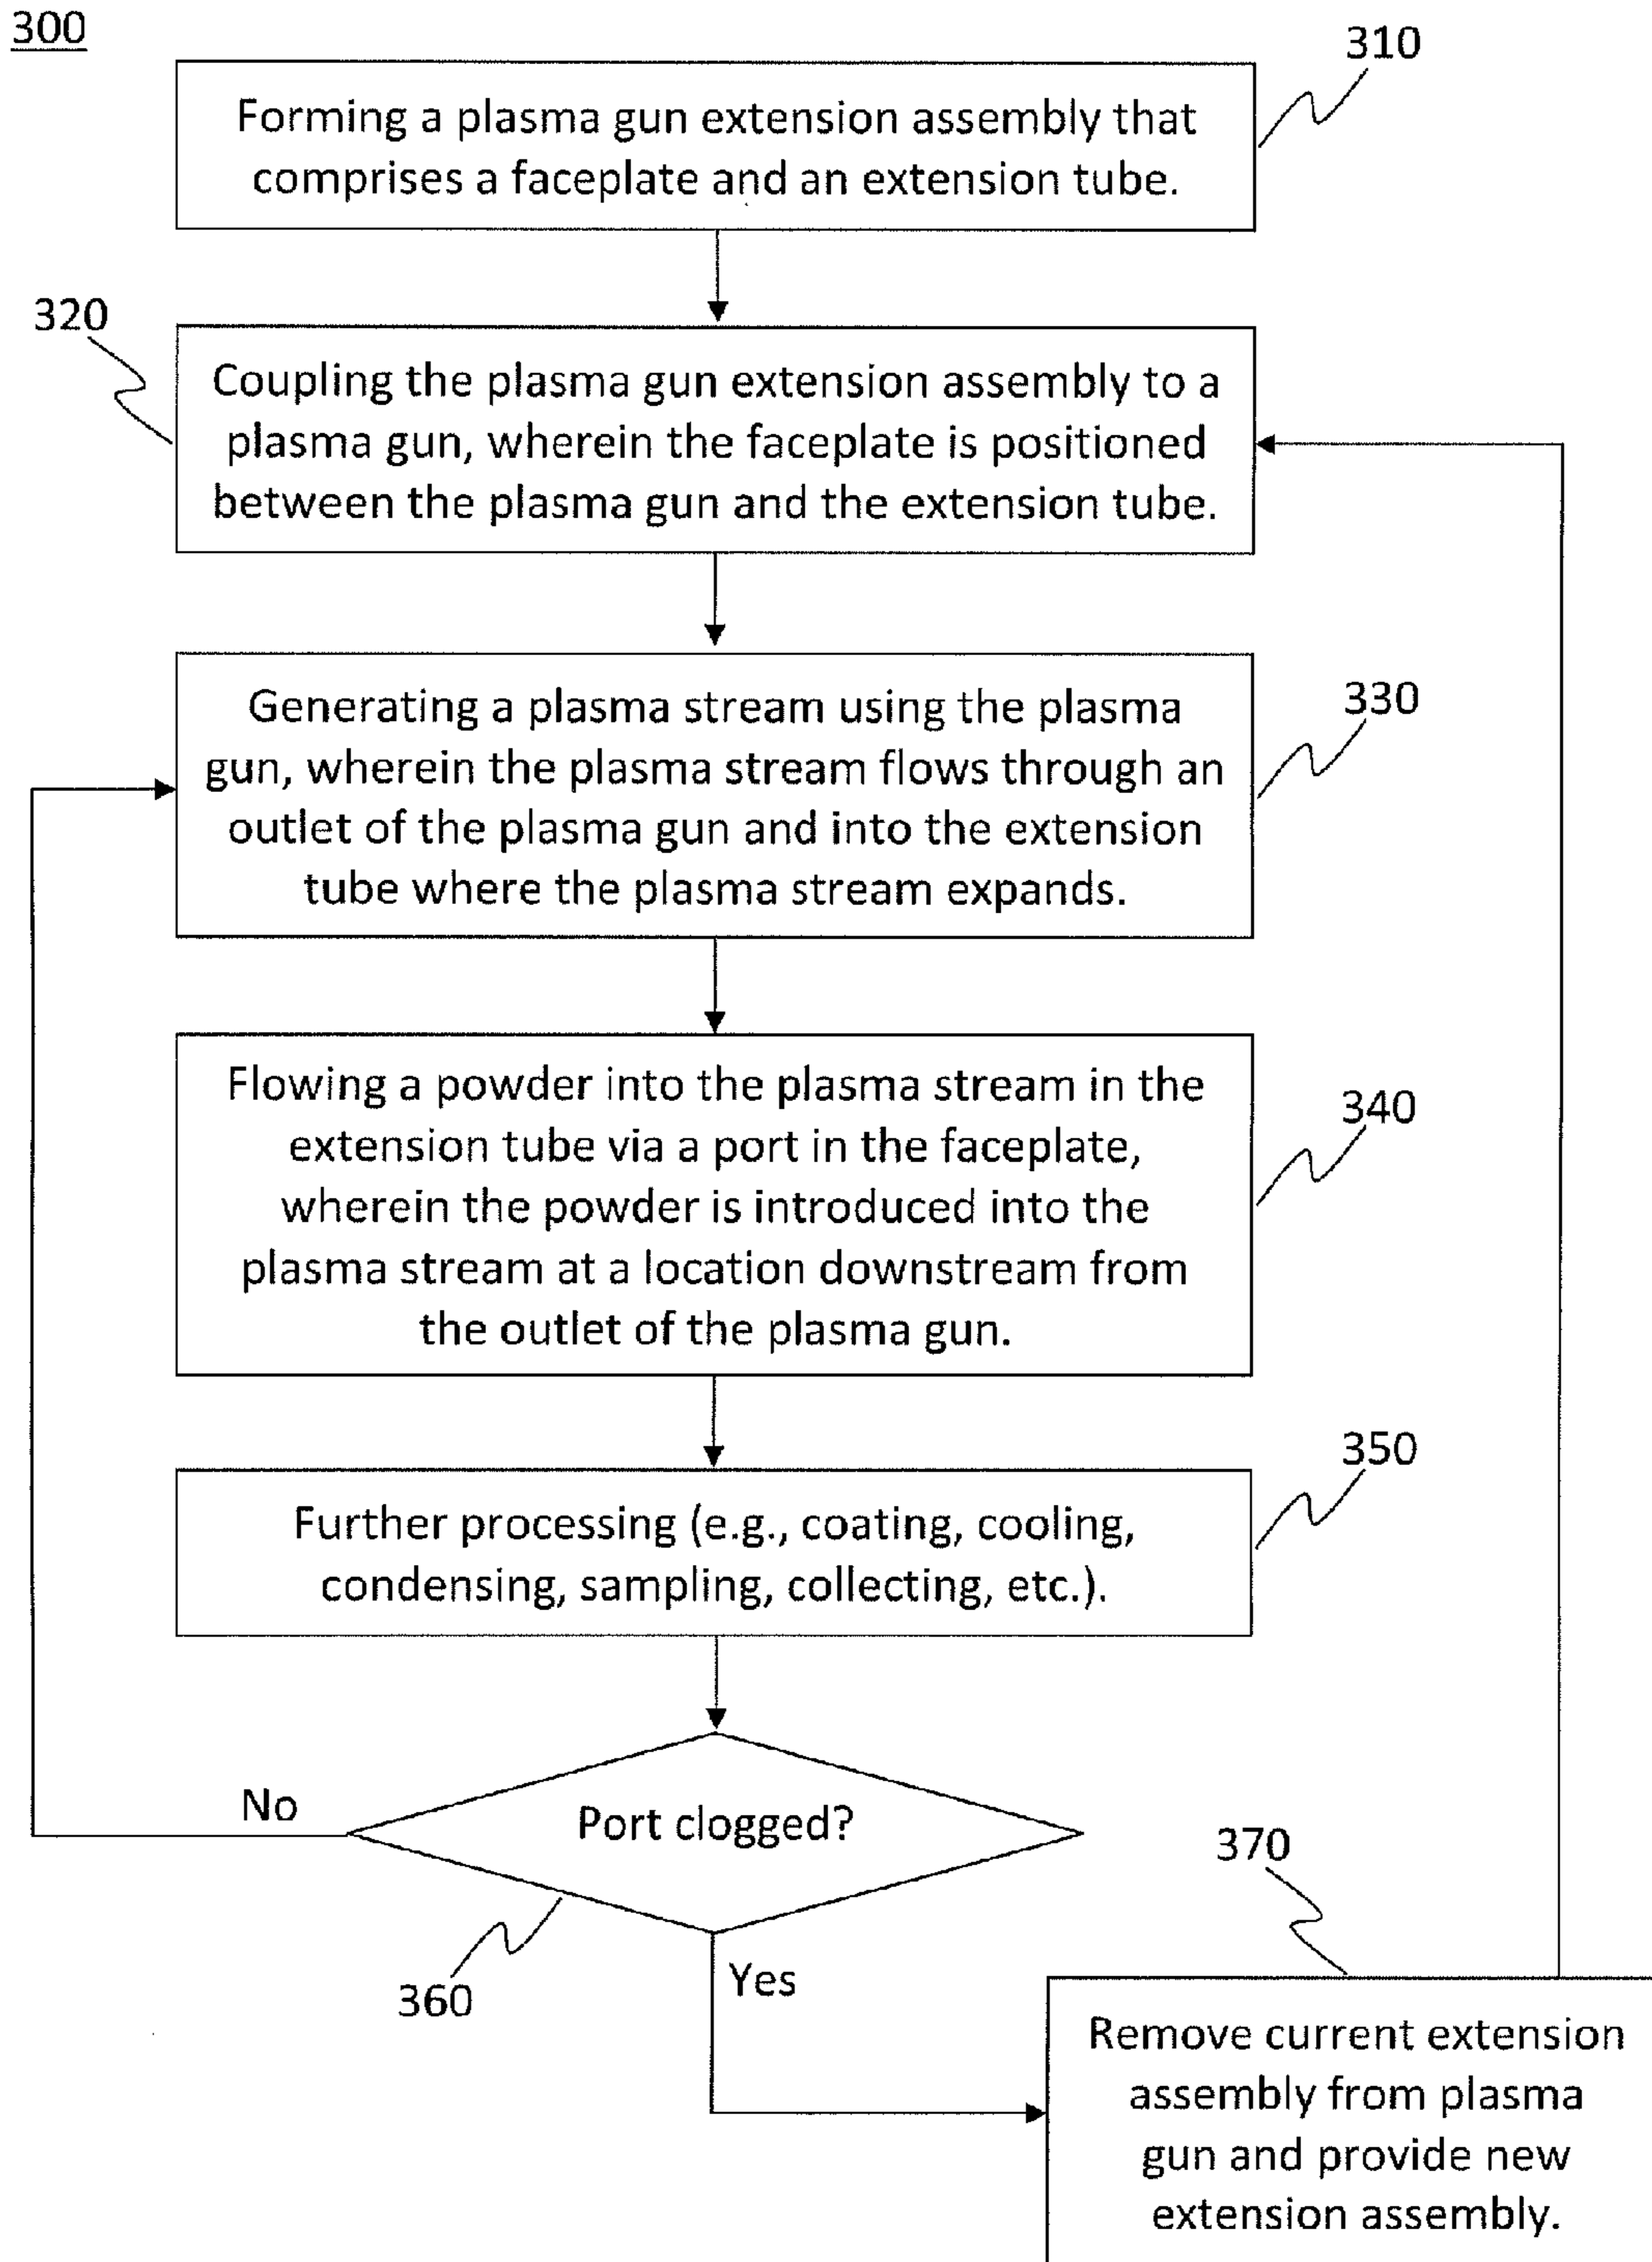 300
310
Forming a plasma gun extension assembly that
comprises a faceplate and an extension tube.
320
Coupling the plasma gun extension assembly to a
plasma gun, wherein the faceplate is positioned
between the plasma gun and the extension tube.
330
Generating a plasma stream using the plasma
gun, wherein the plasma stream flows through an
outlet of the plasma gun and into the extension
tube where the plasma stream expands.
340
Flowing a powder into the plasma stream in the
extension tube via a port in the faceplate,
wherein the powder is introduced into the
plasma stream at a location downstream from
the outlet of the plasma gun.
350
Further processing (e.g., coating, cooling,
condensing, sampling, collecting, etc.).
No
Port clogged?
360
Yes
370
Remove current extension
assembly from plasma
gun and provide new
extension assembly.